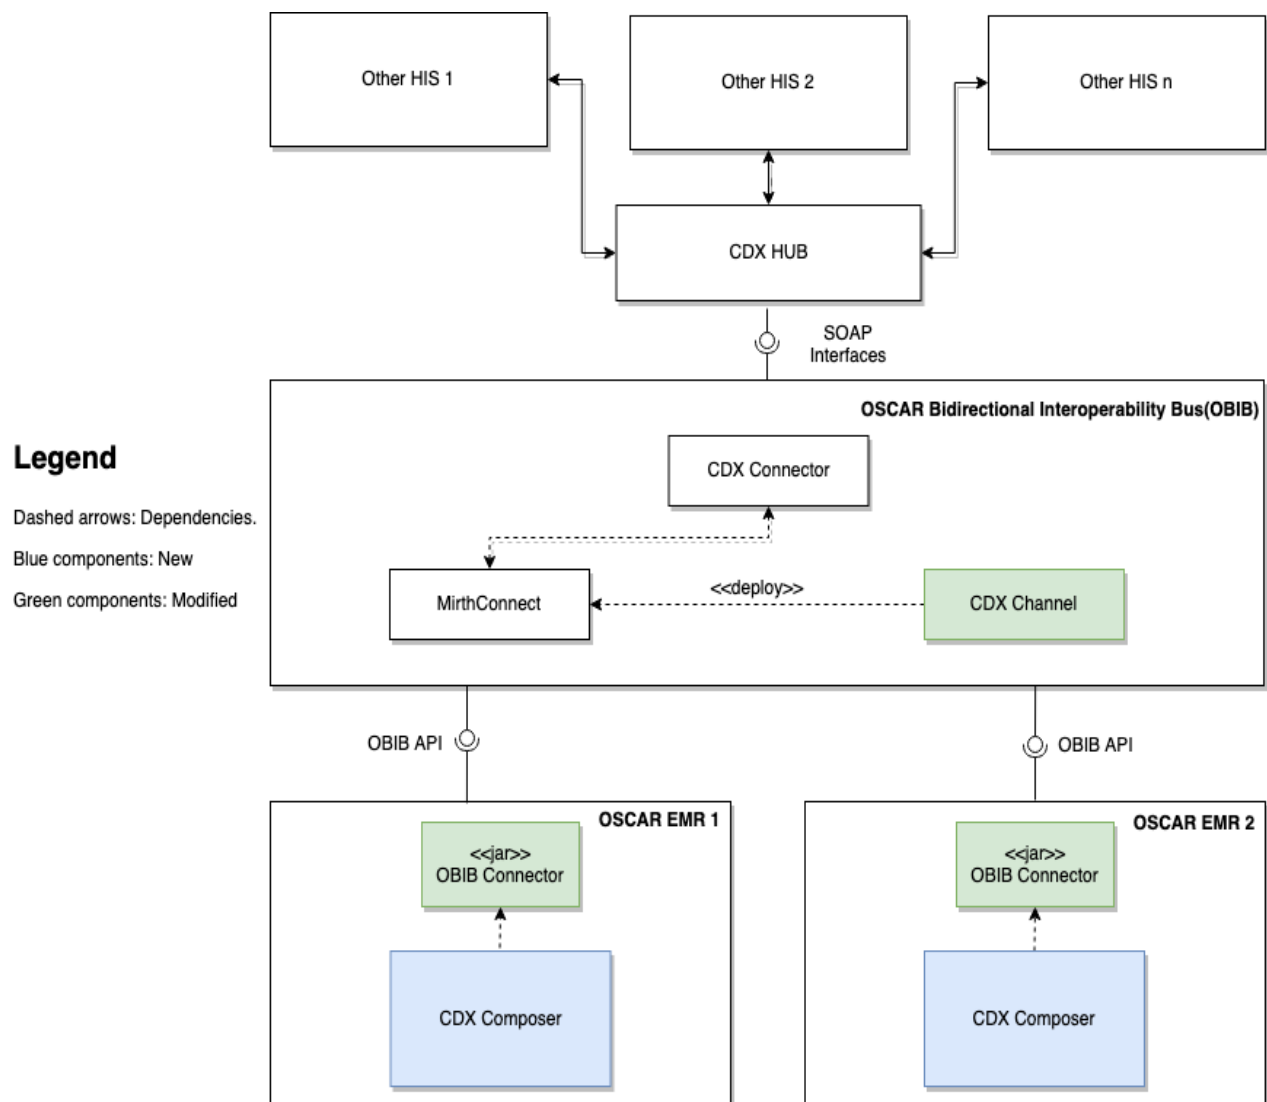 Other HIS 1
Other HIS 2
Other HIS n
CDX HUB
SOAP
Interfaces
OSCAR Bidirectional Interoperability Bus(OBIB)
CDX Connector
Legend
Dashed arrows: Dependencies.
Blue components: New
Green components: Modified
MirthConnect
<<deploy>>
CDX Channel
OBIB API
OBIB API
OSCAR EMR 1
<<jar>>
OBIB Connector
CDX Composer
OSCAR EMR 2
<<jar>>
OBIB Connector
CDX Composer